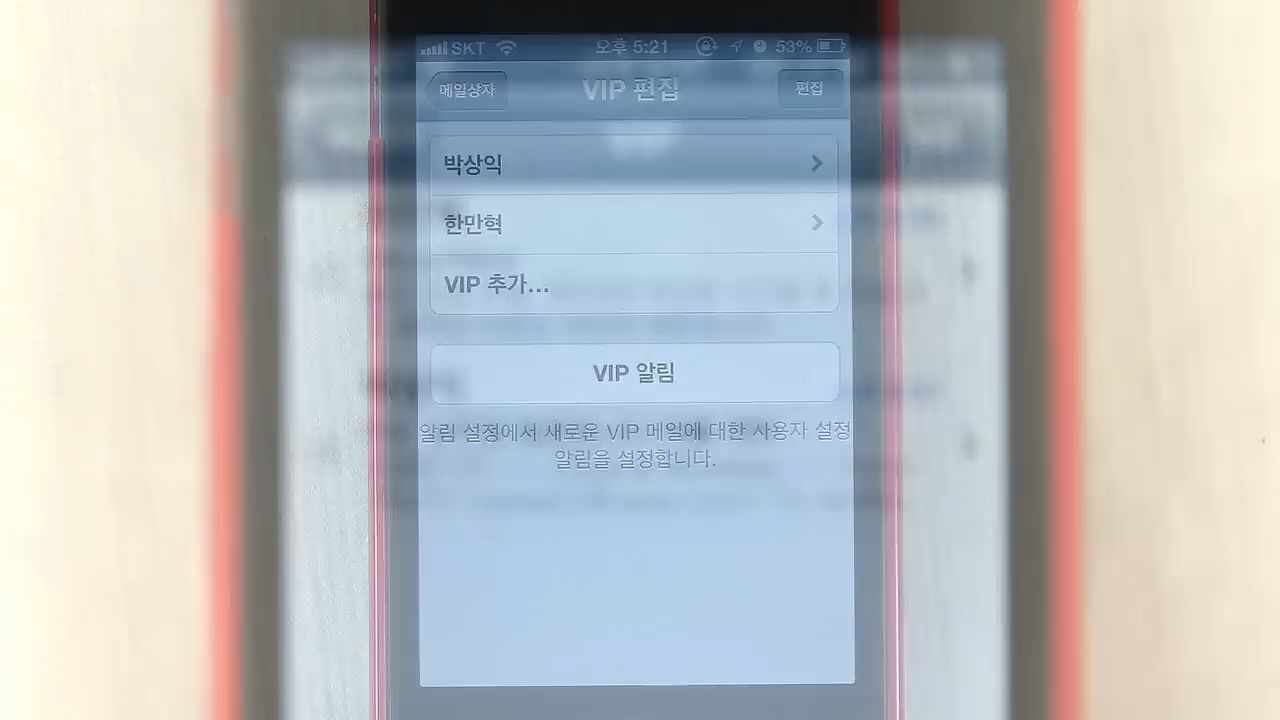 SKT 오후 5:21 53%
메일상자 VIP 편집 편집
박상익
한만혁
VIP 추가...
VIP 알림
알림 설정에서 새로운 VIP 메일에 대한 사용자 설정
알림을 설정합니다.